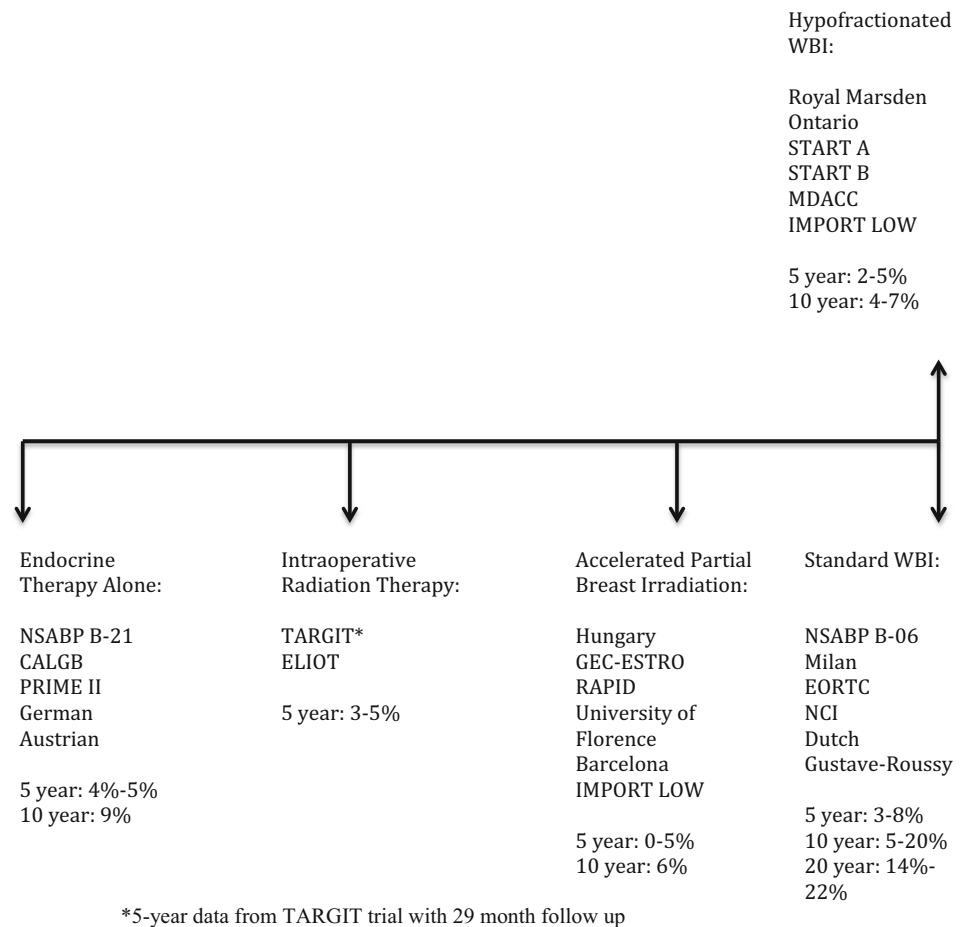 Hypofractionated
WBI:
Royal Marsden
Ontario
START A
START B
MDACC
IMPORT LOW
5 year: 2-5%
10 year: 4-7%
Endocrine
Therapy Alone:
NSABP B-21
CALGB
PRIME II
German
Austrian
5 year: 4%-5%
10 year: 9%
Intraoperative
Radiation Therapy:
TARGIT*
ELIOT
5 year: 3-5%
Accelerated Partial
Breast Irradiation:
Hungary
GEC-ESTRO
RAPID
University of
Florence
Barcelona
IMPORT LOW
5 year: 0-5%
10 year: 6%
Standard WBI:
NSABP B-06
Milan
EORTC
NCI
Dutch
Gustave-Roussy
5 year: 3-8%
10 year: 5-20%
20 year: 14%-
22%
*5-year data from TARGIT trial with 29 month follow up